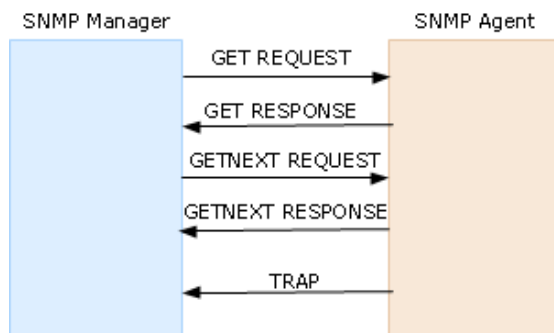 SNMP Manager
SNMP Agent
GET REQUEST
GET RESPONSE
GETNEXT REQUEST
GETNEXT RESPONSE
TRAP